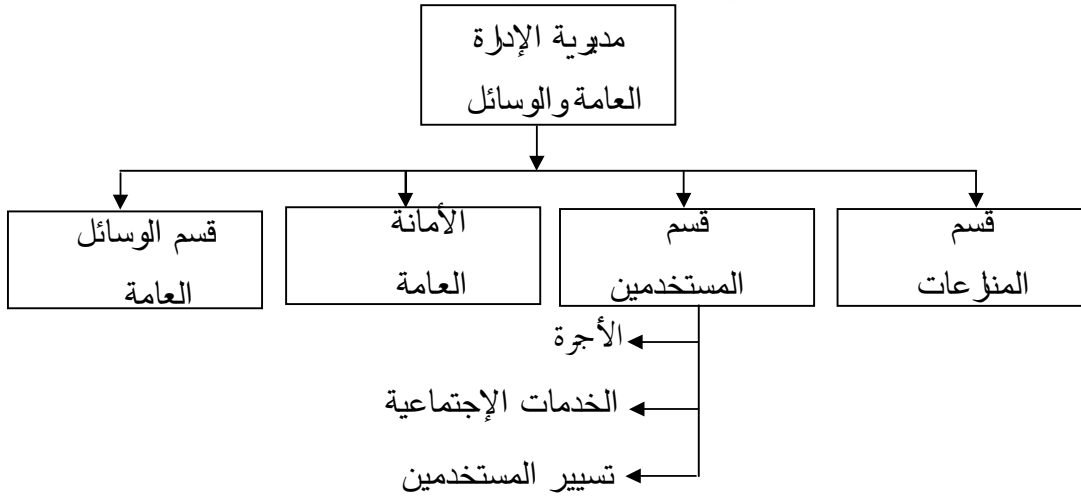 مديرية الإدارة
العامة والوسائل
قسم
المنازعات
قسم
المستخدمين
الأمانة
العامة
قسم الوسائل
العامة
الأجرة
الخدمات الإجتماعية
تسيير المستخدمين